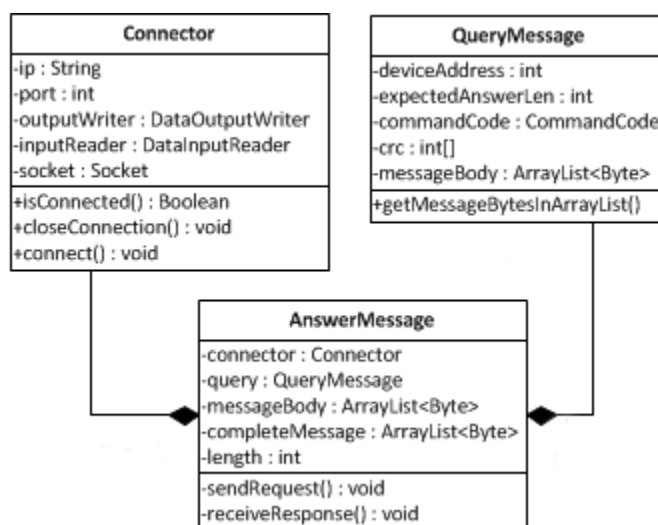 Connector
-ip : String
-port : int
-outputWriter : DataOutputWriter
-inputReader : DataInputReader
-socket : Socket
+isConnected() : Boolean
+closeConnection() : void
+connect() : void
QueryMessage
-deviceAddress : int
-expectedAnswerLen : int
-commandCode : CommandCode
-crc : int[]
-messageBody : ArrayList<Byte>
+getMessageBytesInArrayList()
AnswerMessage
-connector : Connector
-query : QueryMessage
-messageBody : ArrayList<Byte>
-completeMessage : ArrayList<Byte>
-length : int
-sendRequest() : void
-receiveResponse() : void